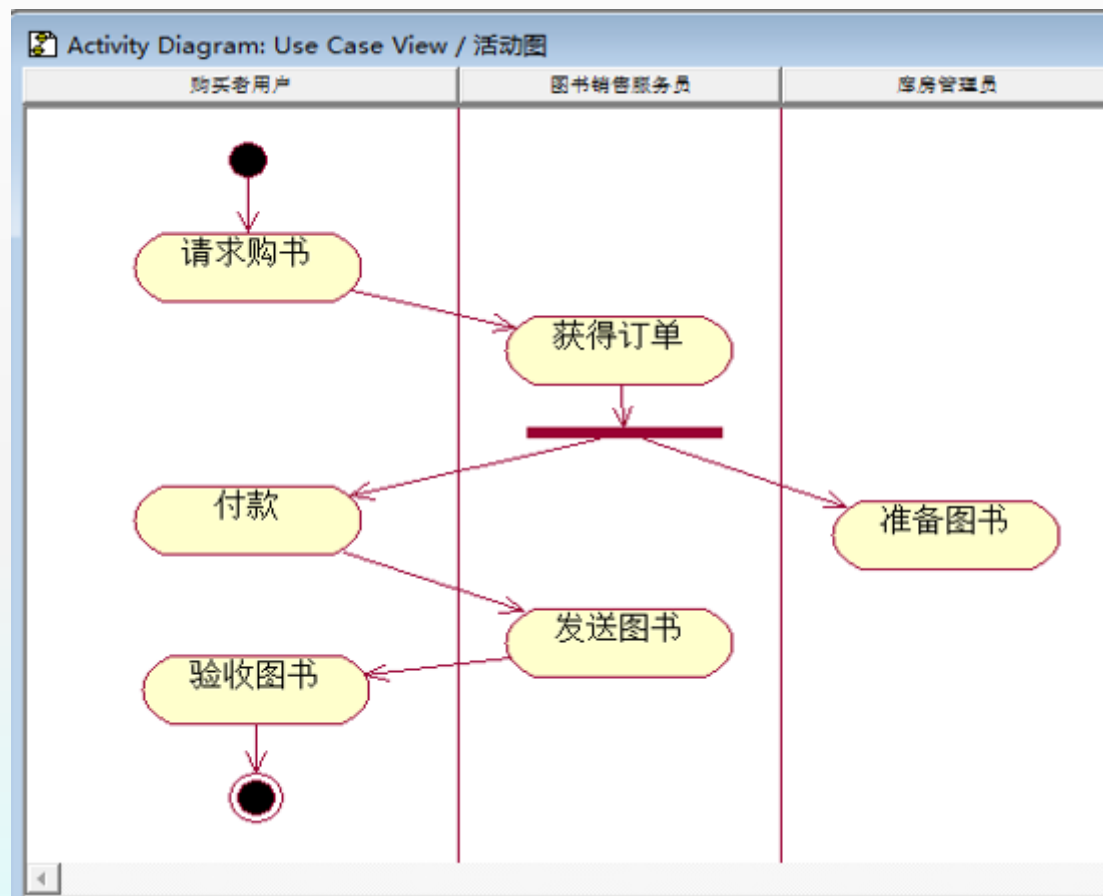 Activity Diagram: Use Case View / 活动图
购买者用户 图书销售服务员 库房管理员
请求购书
获得订单
付款
准备图书
发送图书
验收图书